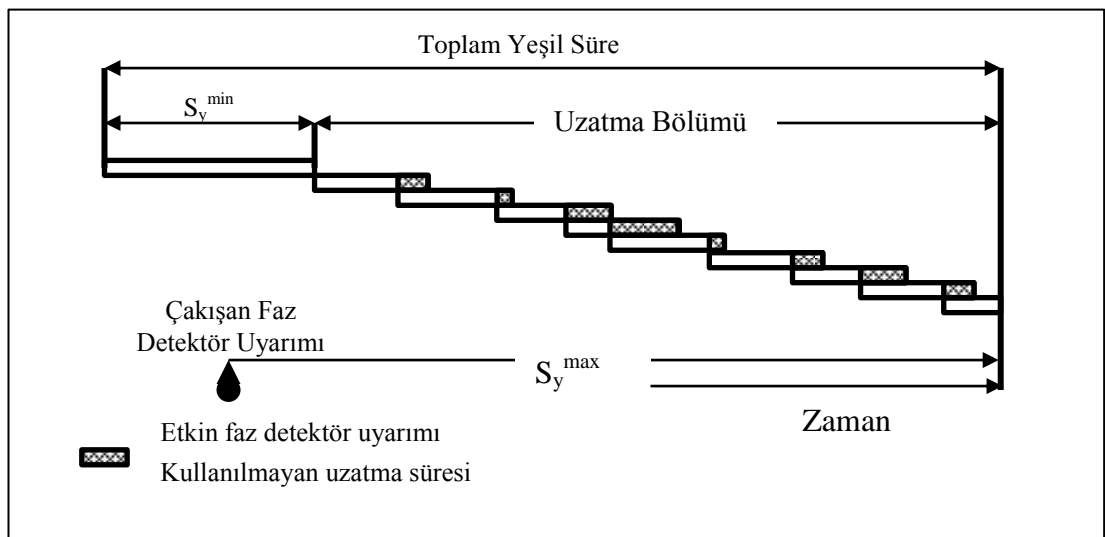 Toplam Yeşil Süre
S_y^min
Uzatma Bölümü
Çakışan Faz
Detektör Uyarımı
S_y^max
Zaman
Etkin faz detektör uyarımı
Kullanılmayan uzatma süresi